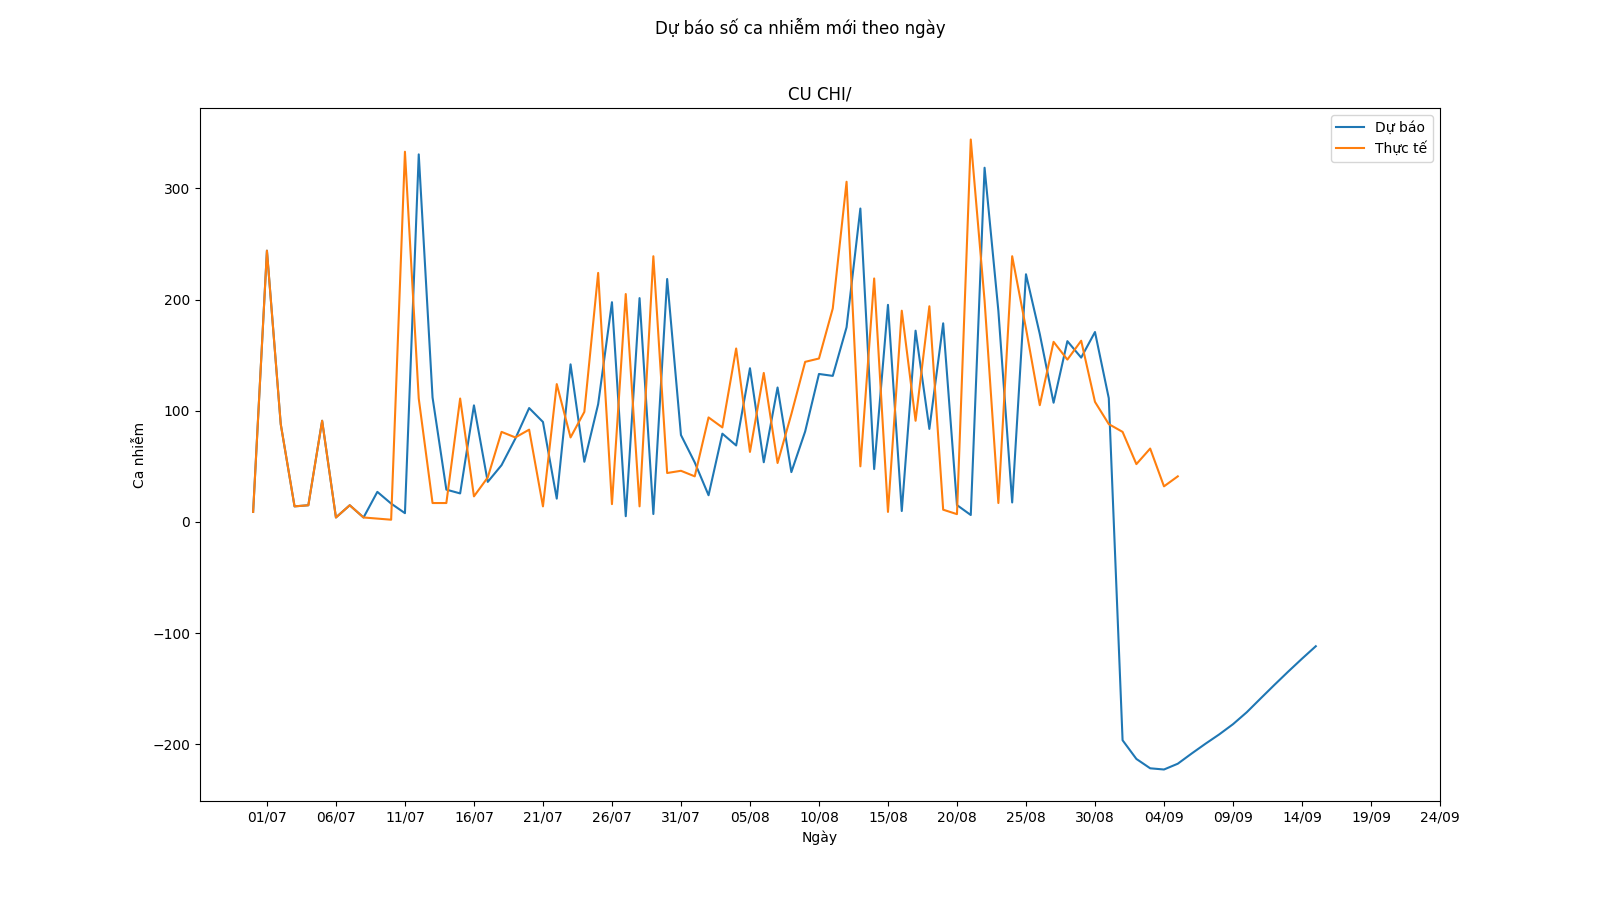 Dự báo số ca nhiễm mới theo ngày
CU CHI/
Dự báo
Thực tế
Ca nhiễm
300
200
100
0
−100
−200
01/07 06/07 11/07 16/07 21/07 26/07 31/07 05/08 10/08 15/08 20/08 25/08 30/08 04/09 09/09 14/09 19/09 24/09
Ngày